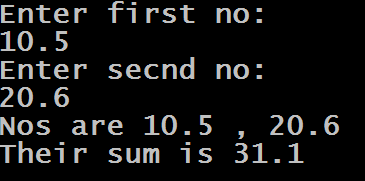 Enter first no:
10.5
Enter secnd no:
20.6
Nos are 10.5 , 20.6
Their sum is 31.1